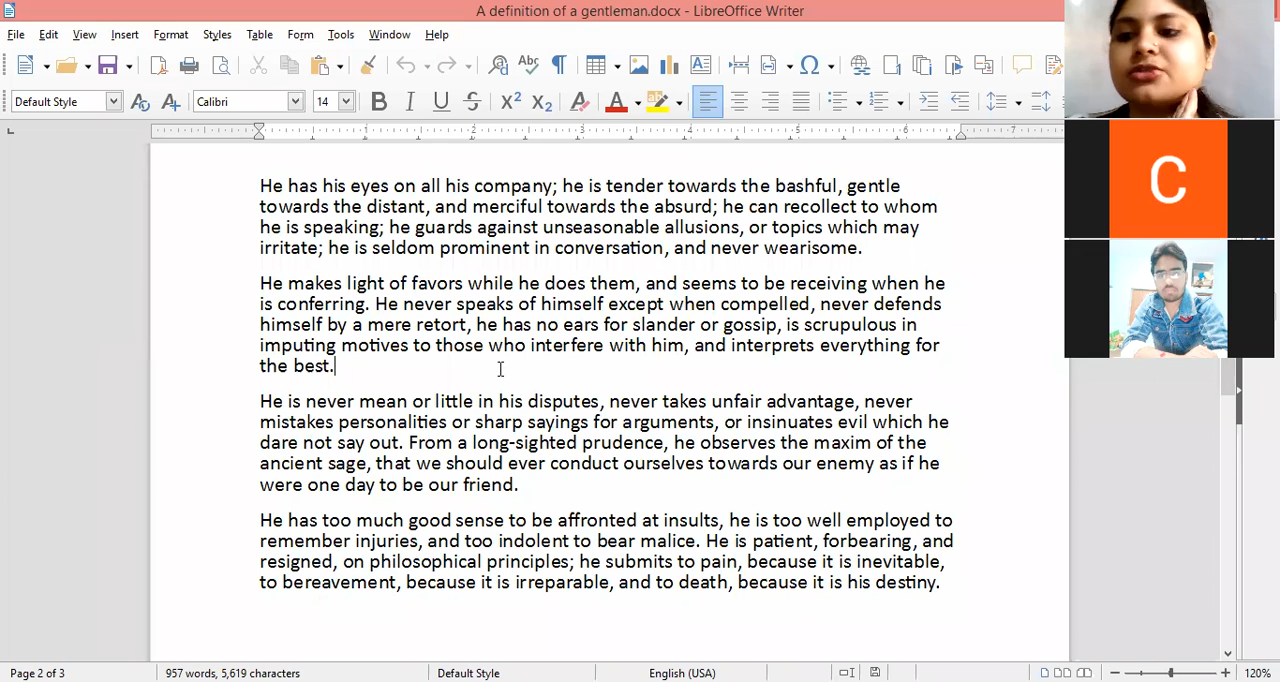 A definition of a gentleman.docx - LibreOffice Writer
File Edit View Insert Format Styles Table Form Tools Window Help
Default Style Calibri 14
1 2 3 4 5 6 7
He has his eyes on all his company; he is tender towards the bashful, gentle
towards the distant, and merciful towards the absurd; he can recollect to whom
he is speaking; he guards against unseasonable allusions, or topics which may
irritate; he is seldom prominent in conversation, and never wearisome.
He makes light of favors while he does them, and seems to be receiving when he
is conferring. He never speaks of himself except when compelled, never defends
himself by a mere retort, he has no ears for slander or gossip, is scrupulous in
imputing motives to those who interfere with him, and interprets everything for
the best.
He is never mean or little in his disputes, never takes unfair advantage, never
mistakes personalities or sharp sayings for arguments, or insinuates evil which he
dare not say out. From a long-sighted prudence, he observes the maxim of the
ancient sage, that we should ever conduct ourselves towards our enemy as if he
were one day to be our friend.
He has too much good sense to be affronted at insults, he is too well employed to
remember injuries, and too indolent to bear malice. He is patient, forbearing, and
resigned, on philosophical principles; he submits to pain, because it is inevitable,
to bereavement, because it is irreparable, and to death, because it is his destiny.
C
Page 2 of 3 957 words, 5,619 characters Default Style English (USA) 120%